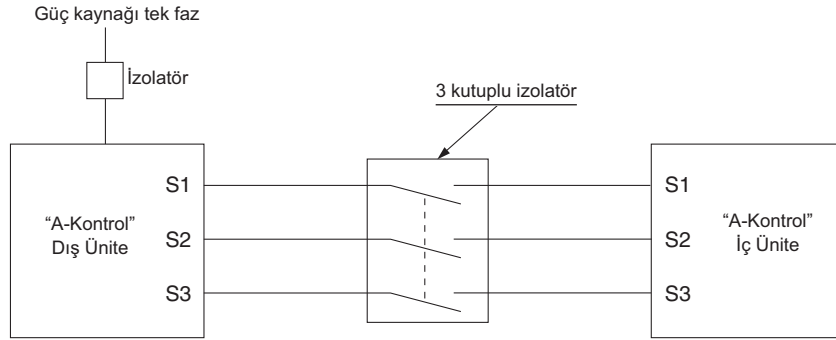 Güç kaynağı tek faz
İzolatör
3 kutuplu izolatör
S1
S1
“A-Kontrol”
Dış Ünite
S2
S2
“A-Kontrol”
İç Ünite
S3
S3